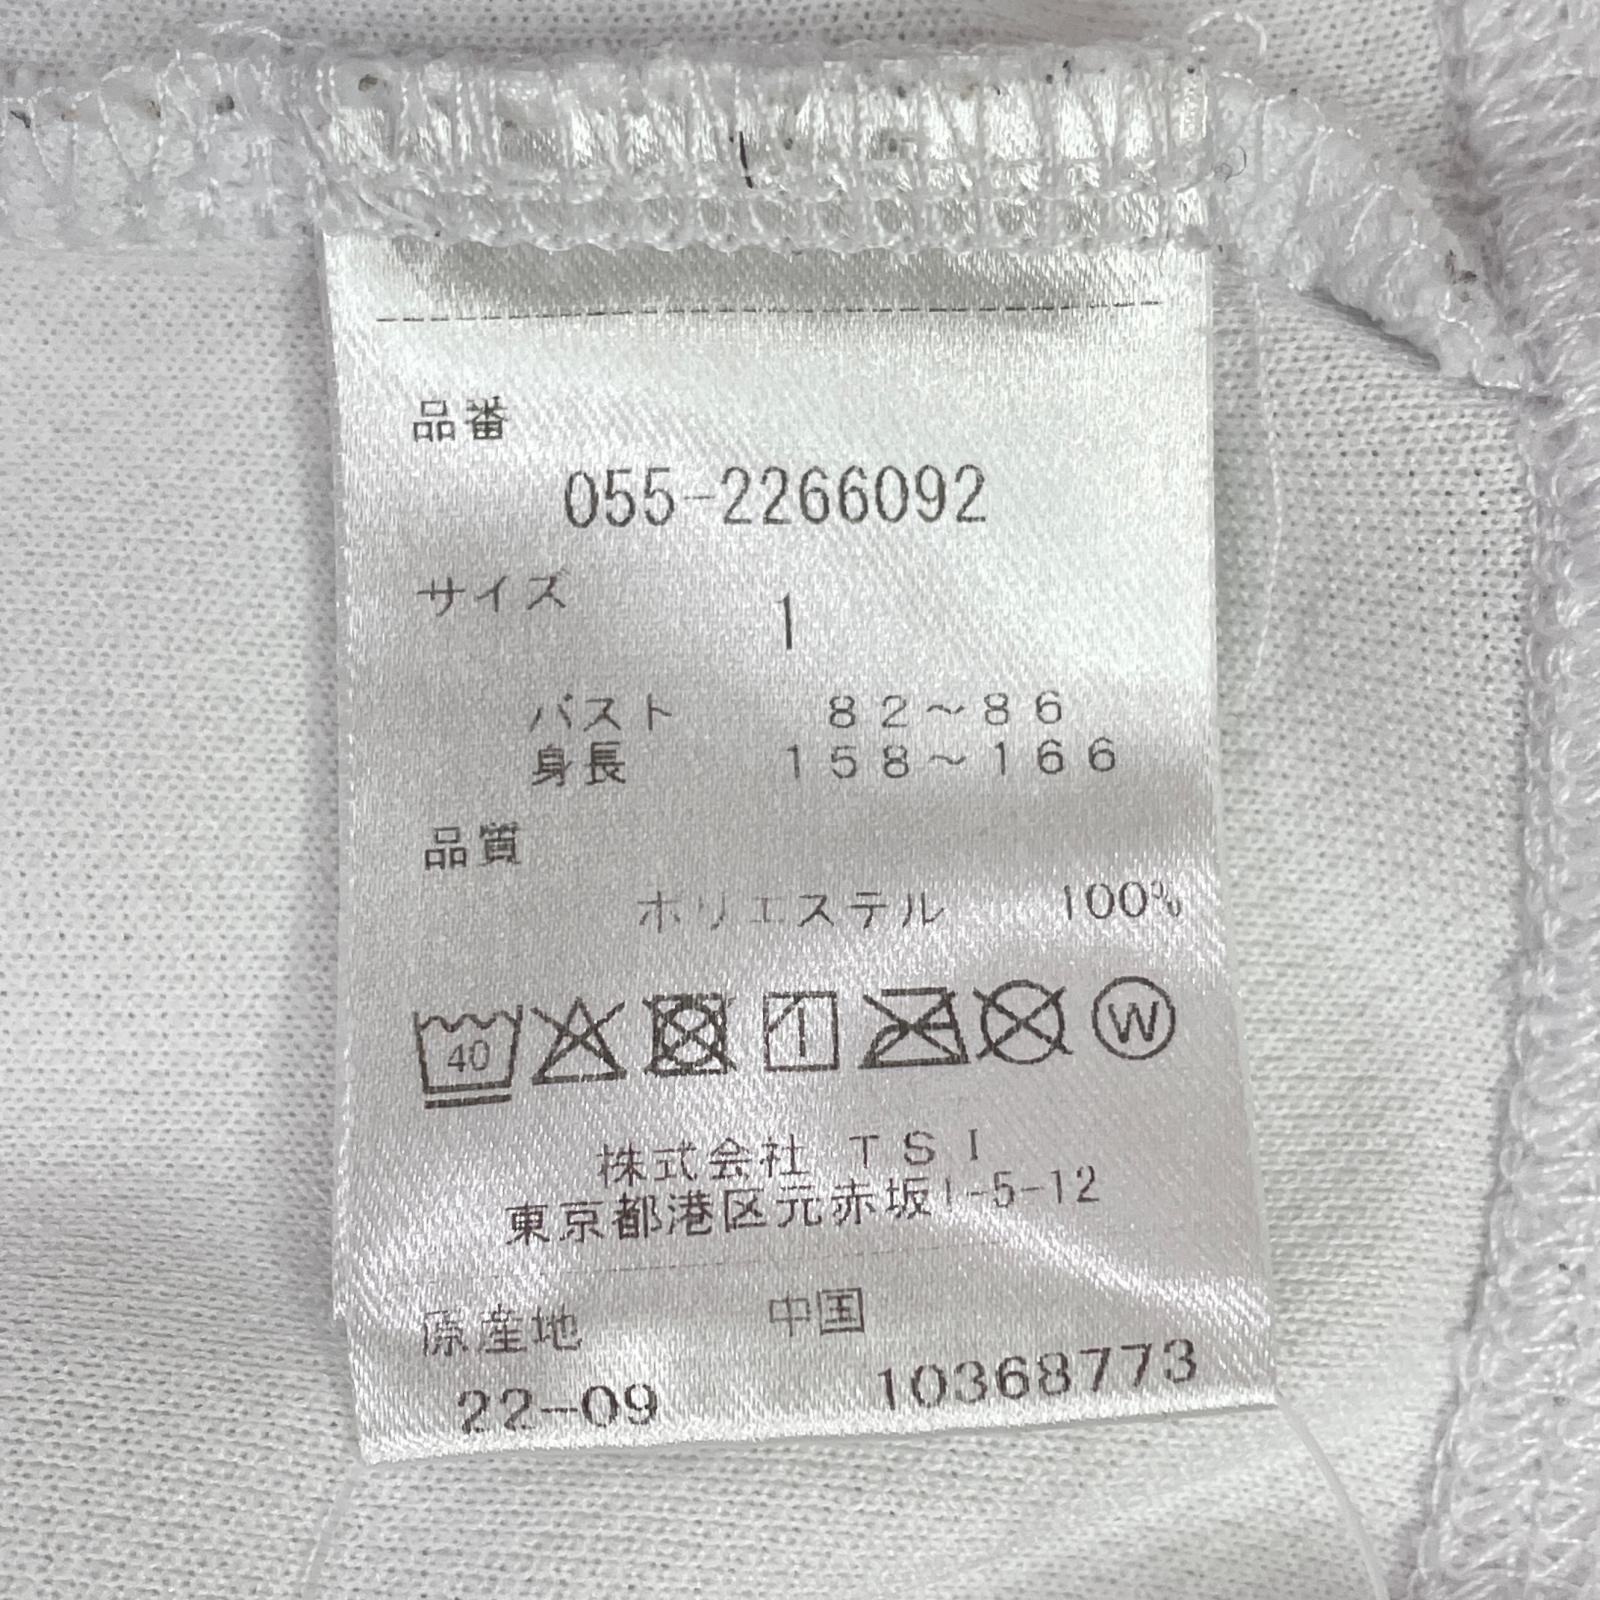 品番
055-2266092
サイズ 1
バスト 82～86
身長 158～166
品質
ポリエステル 100%
40 W
株式会社 TSI
東京都港区元赤坂1-5-12
原産地 中国
22-09 10368773